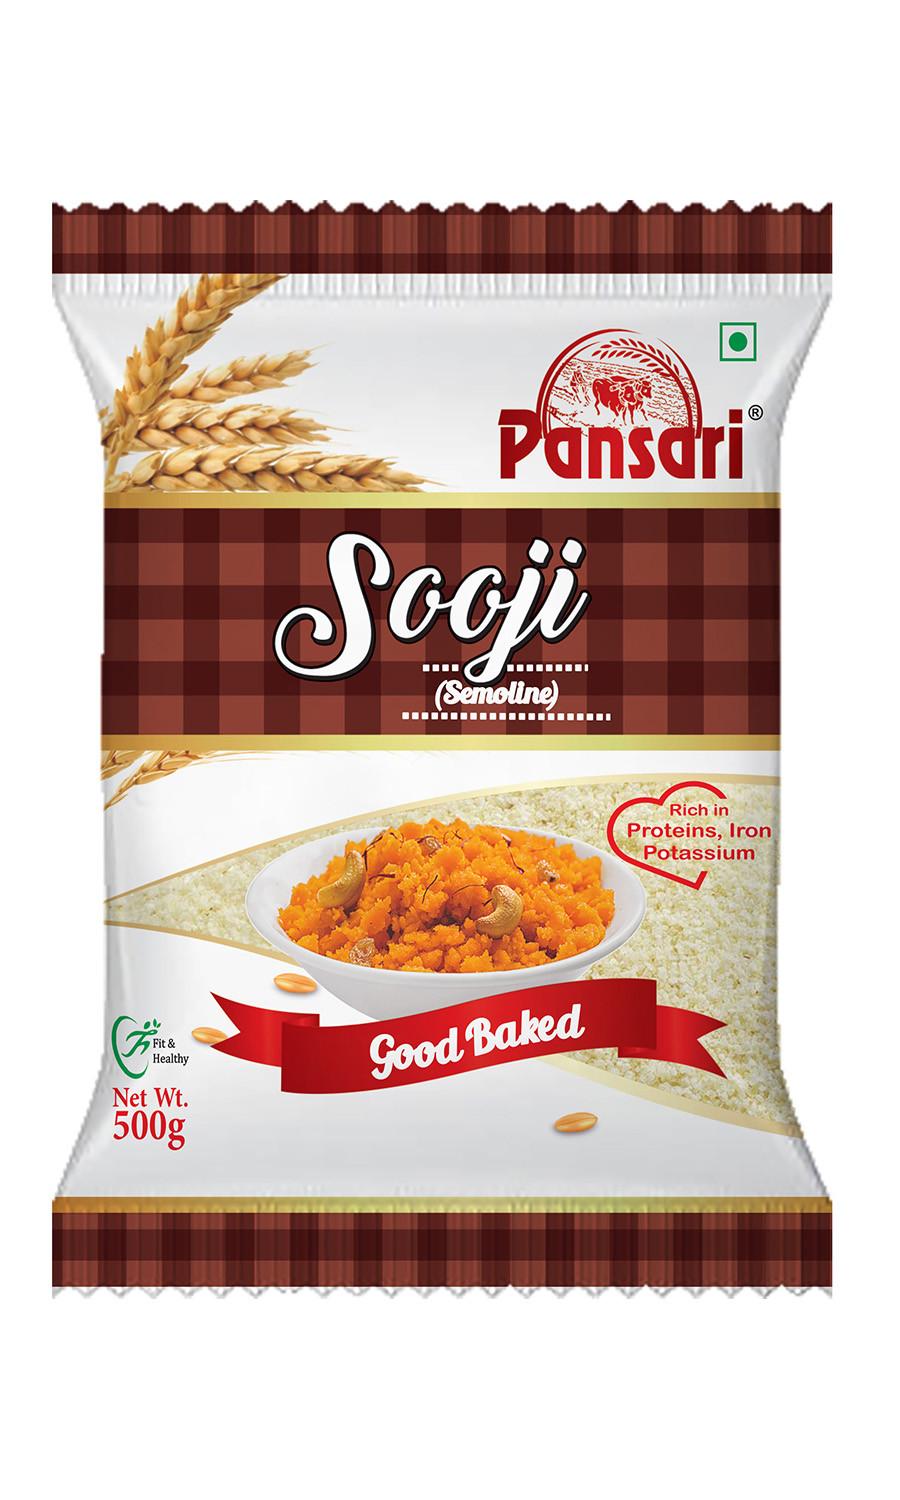 Pansari®
Sooji
(Semoline)
Rich in
Proteins, Iron
Potassium
Good Baked
Fit &
Healthy
Net Wt.
500g